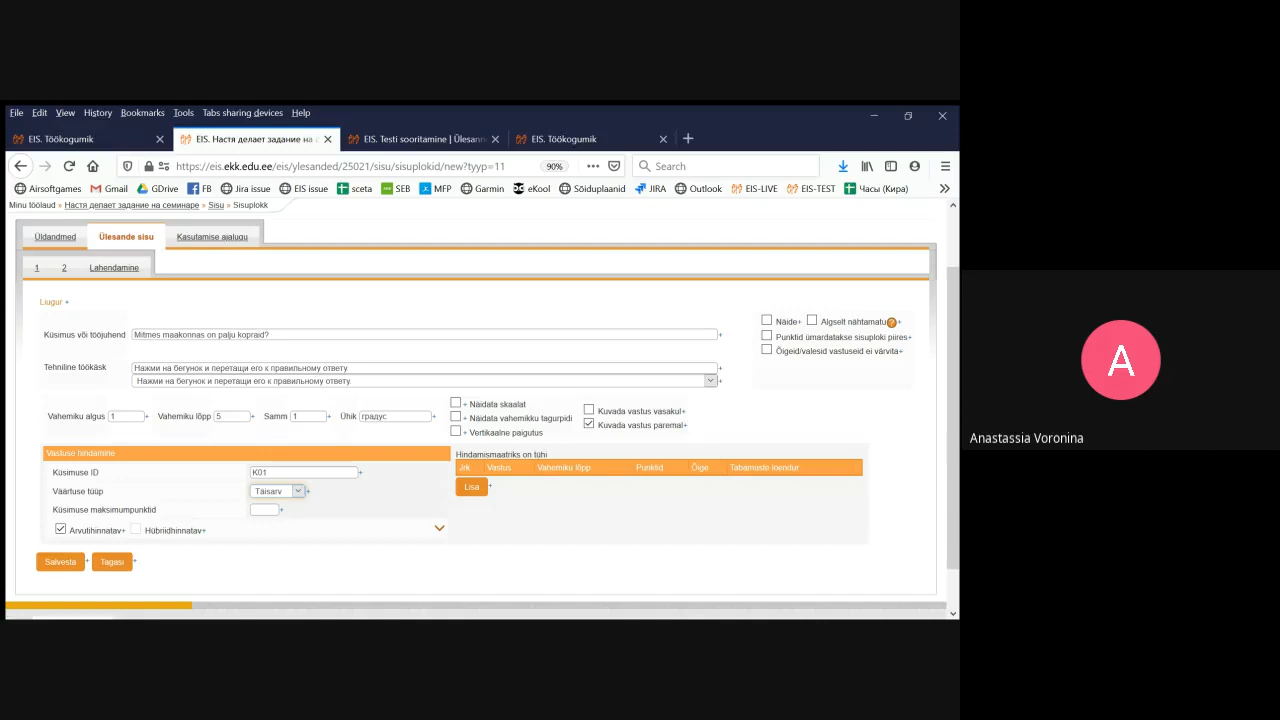 File Edit View History Bookmarks Tools Tabs sharing devices Help
EIS. Töökogumik EIS. Настя делает задание на с EIS. Testi sooritamine | Ülesann EIS. Töökogumik
https://eis.ekk.edu.ee/eis/ylesanded/25021/sisu/sisuplokid/new?tyyp=11 90% Search
Airsoftgames Gmail GDrive FB Jira issue EIS issue sceta SEB MFP Garmin eKool Sõiduplaanid JIRA Outlook EIS-LIVE EIS-TEST Часы (Кира)
Minu töölaud » Настя делает задание на семинаре » Sisu » Sisuplokk
Üldandmed Ülesande sisu Kasutamise ajalugu
1 2 Lahendamine
Liugur +
Näide+ Algselt nähtamatu ? +
Küsimus või tööjuhend Mitmes maakonnas on palju kopraid? +
Punktid ümardatakse sisuploki piires+
Õigeid/valesid vastuseid ei värvita+
Tehniline töökäsk Нажми на бегунок и перетащи его к правильному ответу +
Нажми на бегунок и перетащи его к правильному ответу. +
Vahemiku algus 1 + Vahemiku lõpp 5 + Samm 1 + Ühik градус +
+ Näidata skaalat
+ Näidata vahemikku tagurpidi
+ Vertikaalne paigutus
Kuvada vastus vasakul+
Kuvada vastus paremal+
Vastuse hindamine
Küsimuse ID K01 +
Väärtuse tüüp Täisarv +
Küsimuse maksimumpunktid +
Arvutihinnatav+ Hübriidhinnatav+
Hindamismaatriks on tühi
Jrk Vastus Vahemiku lõpp Punktid Õige Tabamuste loendur
Lisa +
Salvesta + Tagasi +
A
Anastassia Voronina